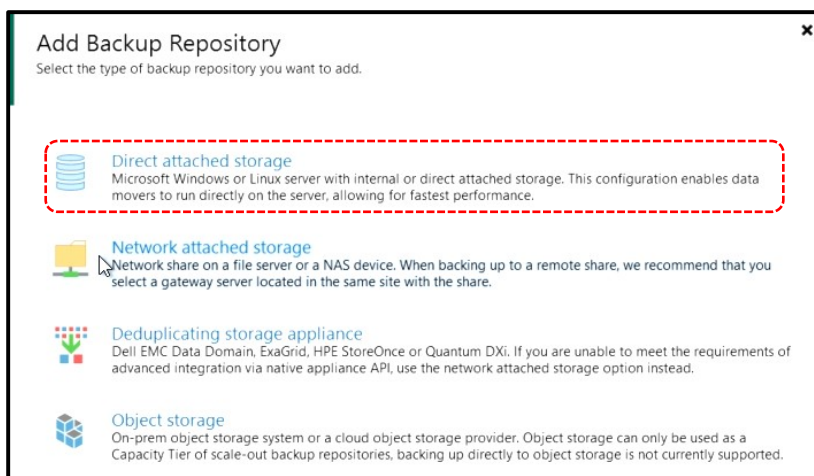 Add Backup Repository
Select the type of backup repository you want to add.
Direct attached storage
Microsoft Windows or Linux server with internal or direct attached storage. This configuration enables data
movers to run directly on the server, allowing for fastest performance.
Network attached storage
Network share on a file server or a NAS device. When backing up to a remote share, we recommend that you
select a gateway server located in the same site with the share.
Deduplicating storage appliance
Dell EMC Data Domain, ExaGrid, HPE StoreOnce or Quantum DXi. If you are unable to meet the requirements of
advanced integration via native appliance API, use the network attached storage option instead.
Object storage
On-prem object storage system or a cloud object storage provider. Object storage can only be used as a
Capacity Tier of scale-out backup repositories, backing up directly to object storage is not currently supported.